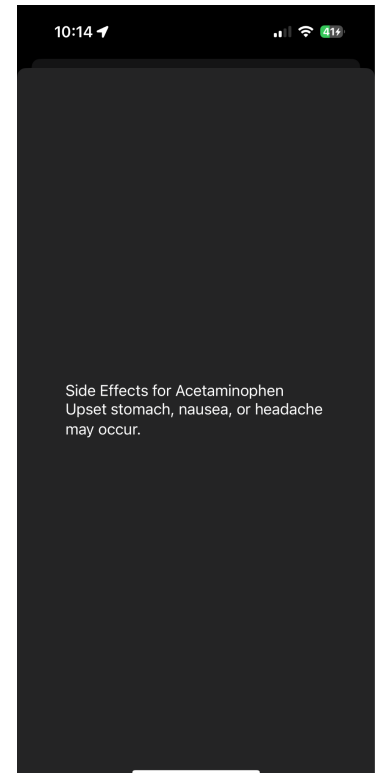 10:14
41
Side Effects for Acetaminophen
Upset stomach, nausea, or headache
may occur.